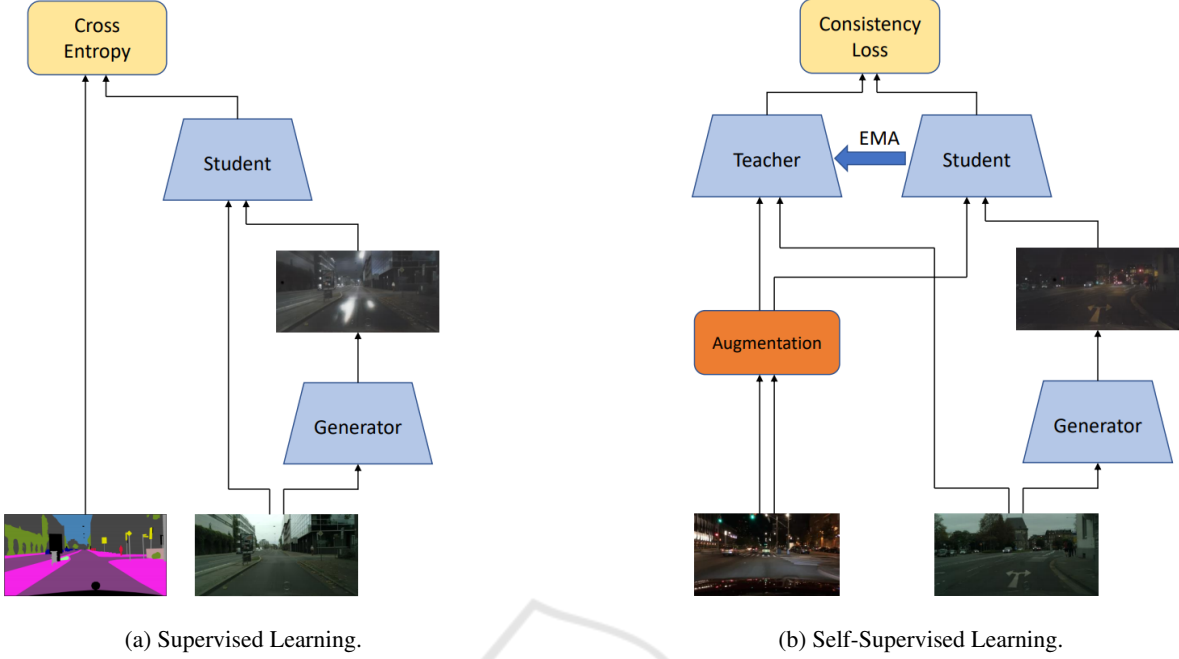 Cross
Entropy
Student
Generator
(a) Supervised Learning.
Consistency
Loss
Teacher
EMA
Student
Augmentation
Generator
(b) Self-Supervised Learning.